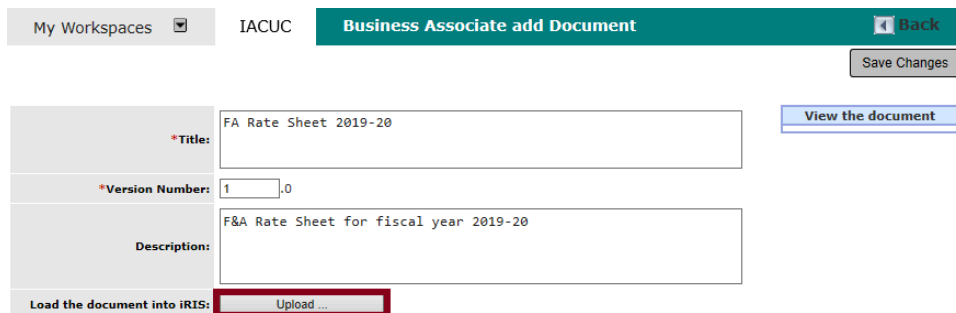 My Workspaces IACUC Business Associate add Document Back
Save Changes
View the document
*Title: FA Rate Sheet 2019-20
*Version Number: 1 .0
Description: F&A Rate Sheet for fiscal year 2019-20
Load the document into iRIS: Upload ...